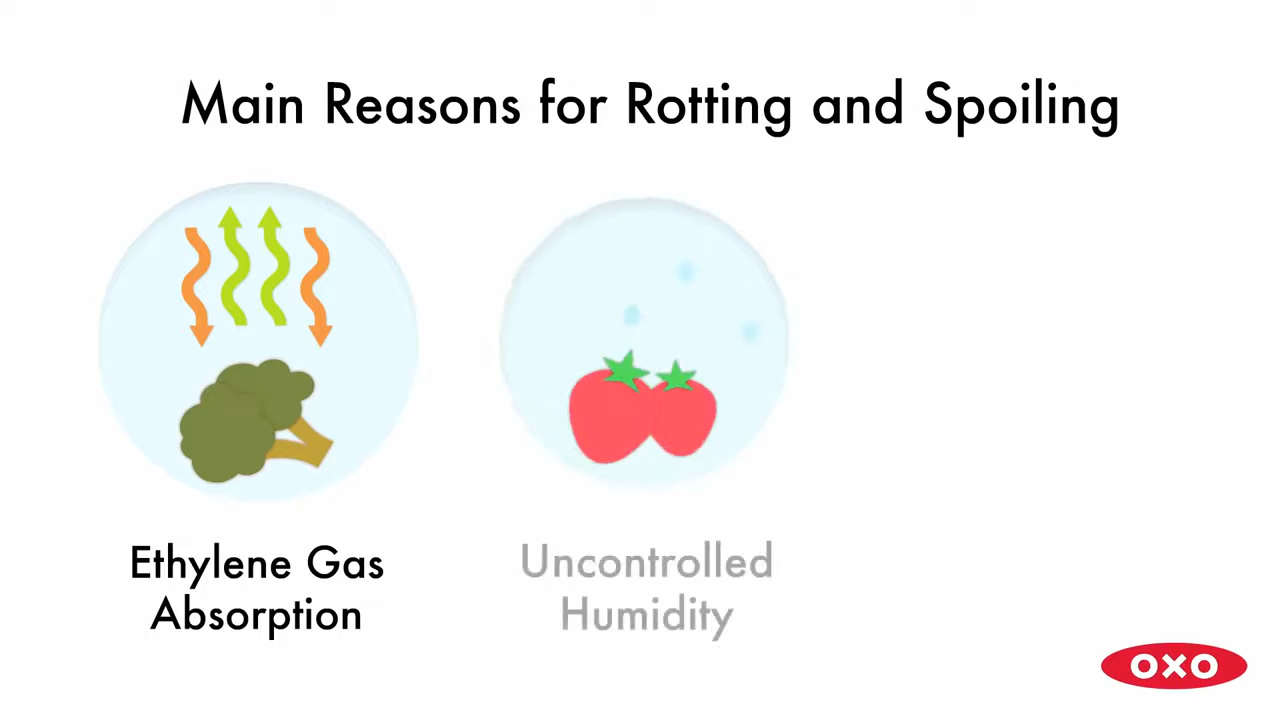 Main Reasons for Rotting and Spoiling
Ethylene Gas
Absorption
Uncontrolled
Humidity
OXO